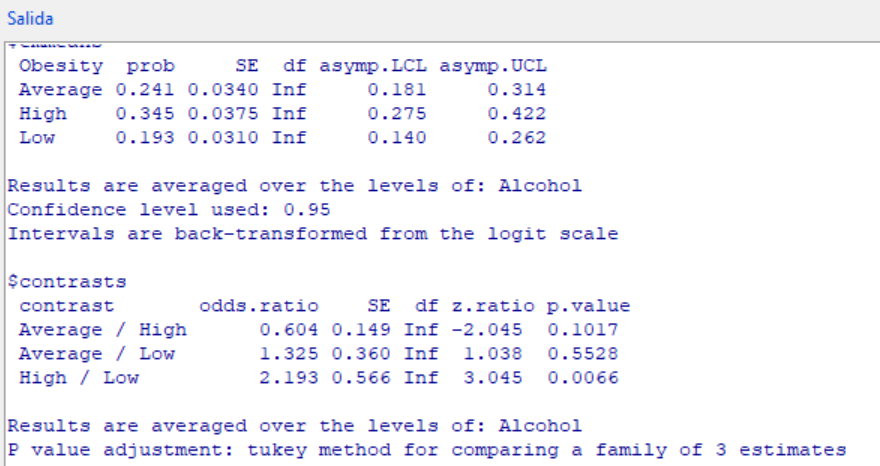 Salida
$emmeans
Obesity prob SE df asymp.LCL asymp.UCL
Average 0.241 0.0340 Inf 0.181 0.314
High 0.345 0.0375 Inf 0.275 0.422
Low 0.193 0.0310 Inf 0.140 0.262
Results are averaged over the levels of: Alcohol
Confidence level used: 0.95
Intervals are back-transformed from the logit scale
$contrasts
contrast odds.ratio SE df z.ratio p.value
Average / High 0.604 0.149 Inf -2.045 0.1017
Average / Low 1.325 0.360 Inf 1.038 0.5528
High / Low 2.193 0.566 Inf 3.045 0.0066
Results are averaged over the levels of: Alcohol
P value adjustment: tukey method for comparing a family of 3 estimates